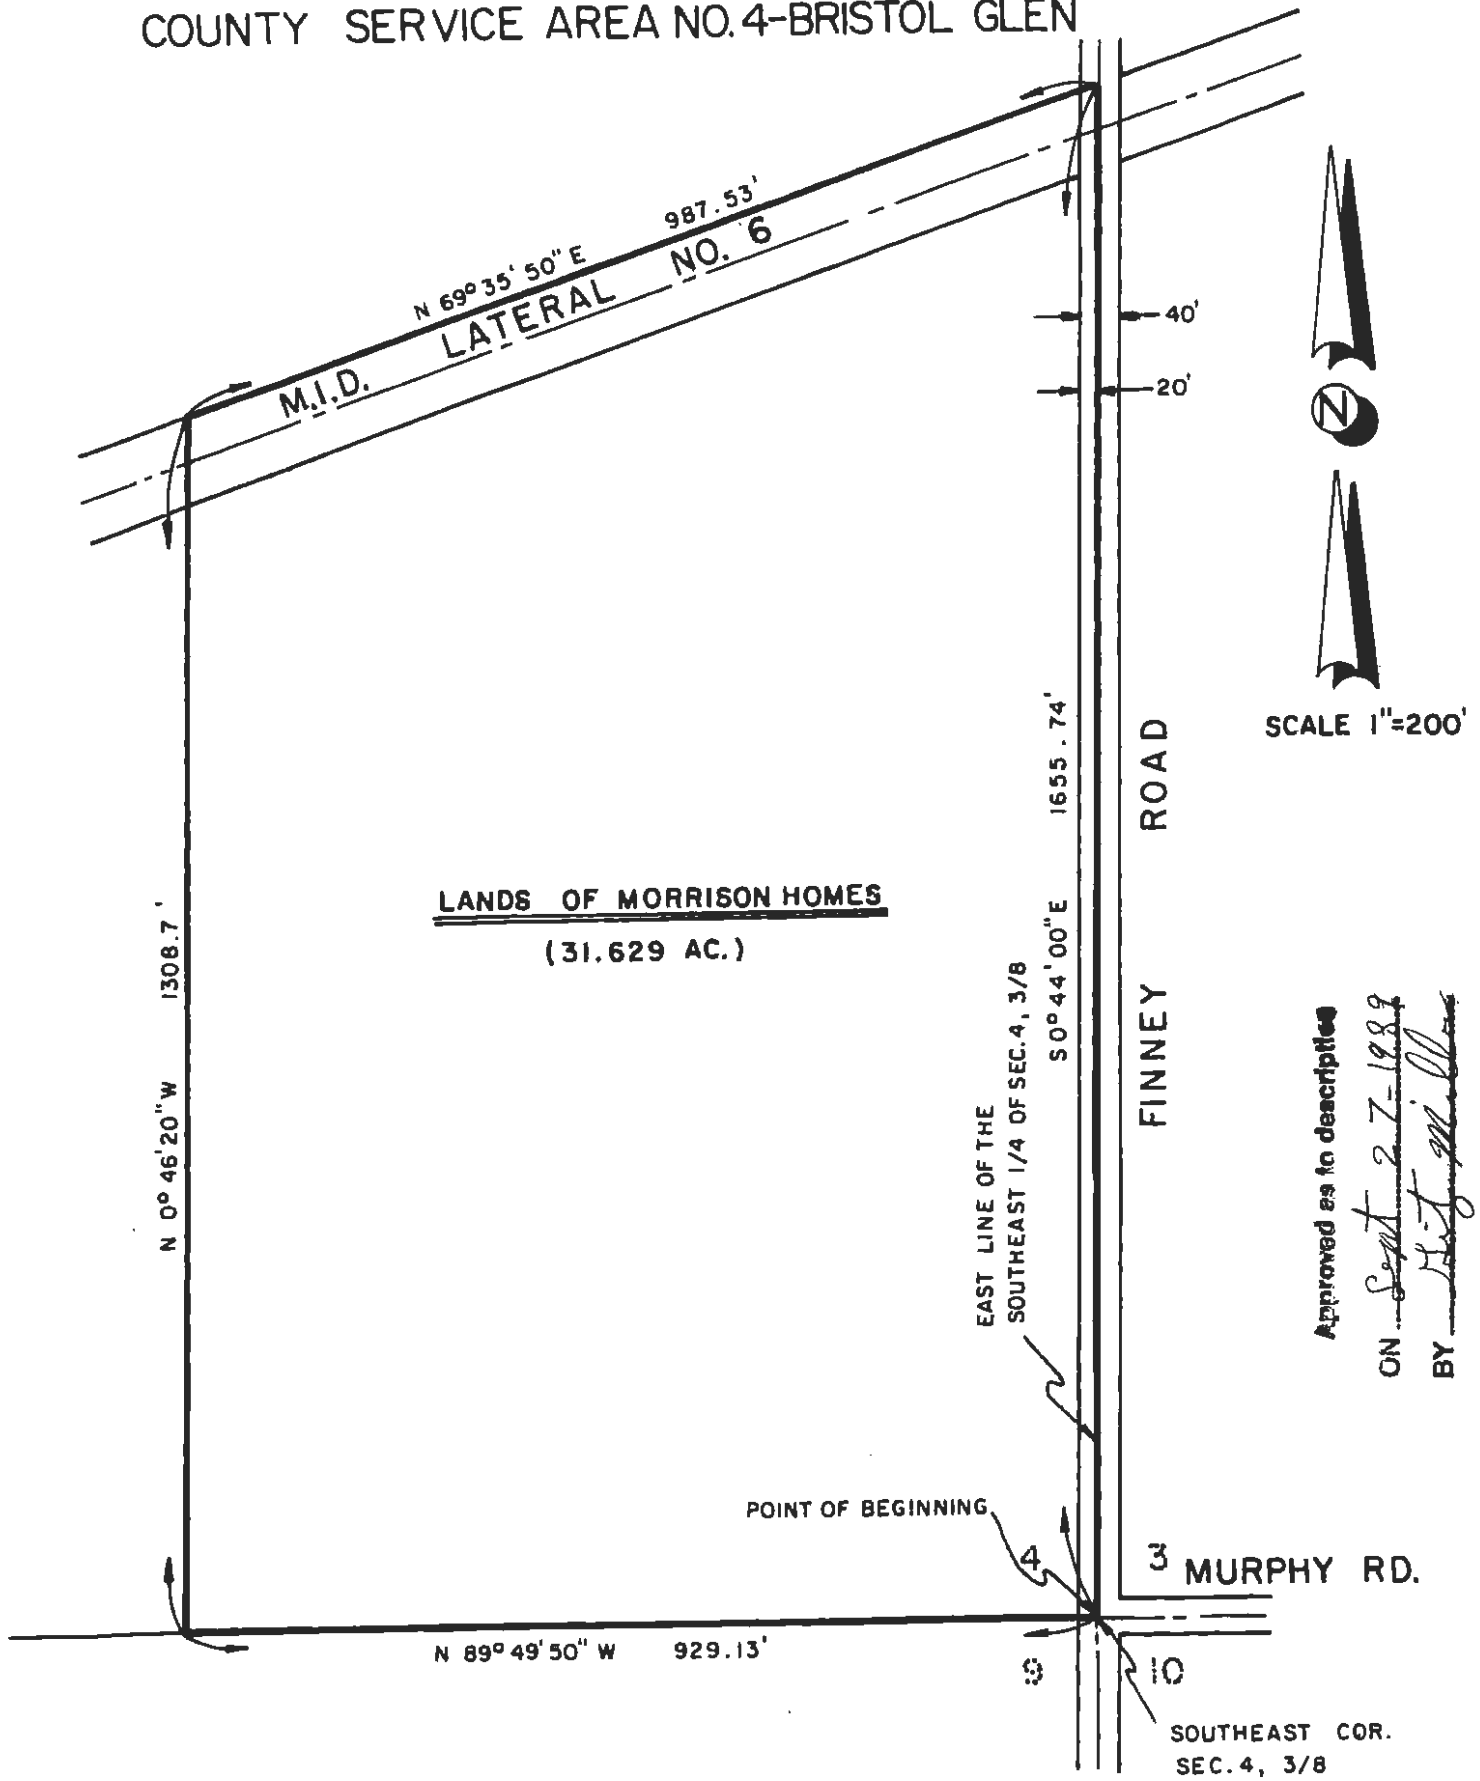 COUNTY SERVICE AREA NO.4-BRISTOL GLEN
987.53'
N 69° 35' 50" E
M.I.D. LATERAL NO. 6
40'
20'
N
SCALE 1"=200'
1655.74'
S 0° 44' 00" E
FINNEY ROAD
LANDS OF MORRISON HOMES
(31.629 AC.)
N 0° 46' 20" W 1308.7'
EAST LINE OF THE
SOUTHEAST 1/4 OF SEC.4, 3/8
Approved as to description
ON Sept 27-1989
BY
POINT OF BEGINNING
4
3
MURPHY RD.
N 89° 49' 50" W 929.13'
9
10
SOUTHEAST COR.
SEC.4, 3/8